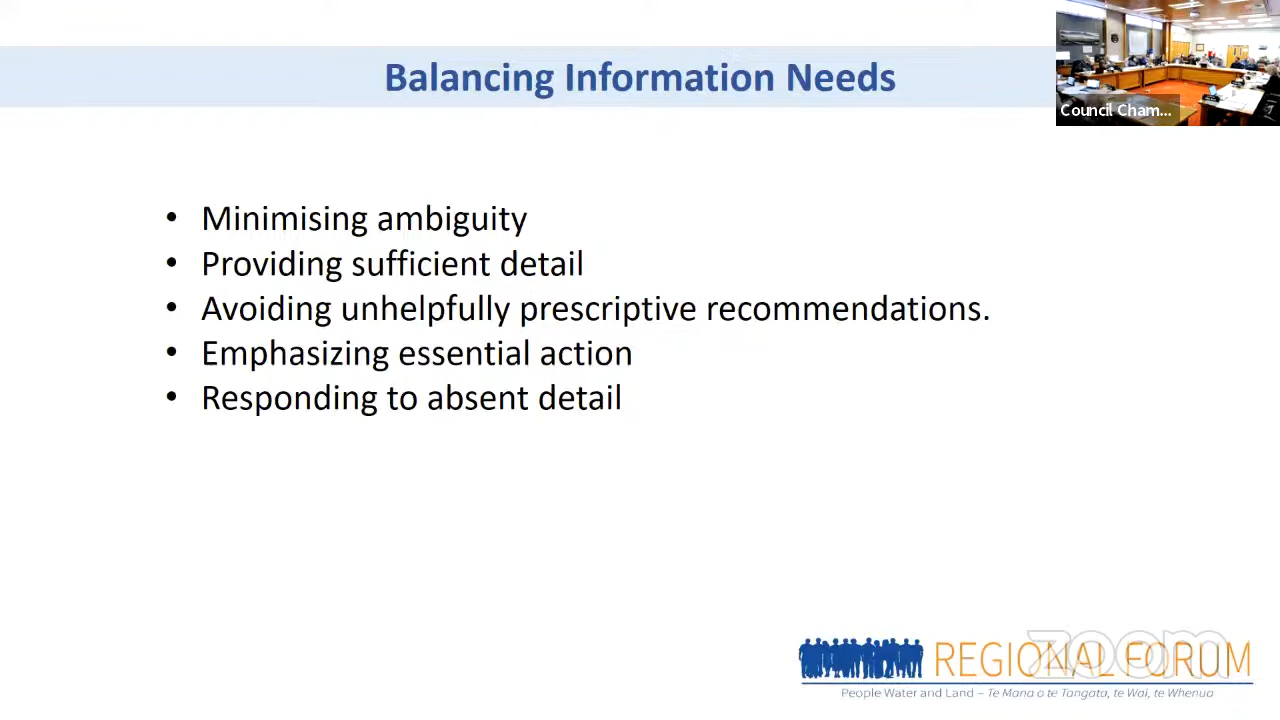 Balancing Information Needs
Council Cham...
• Minimising ambiguity
• Providing sufficient detail
• Avoiding unhelpfully prescriptive recommendations.
• Emphasizing essential action
• Responding to absent detail
REGIONAL FORUM
zoom
People Water and Land – Te Mana o te Tangata, te Wai, te Whenua